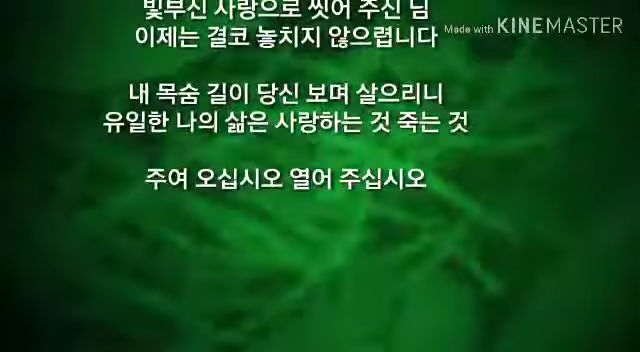 빛부신 사랑으로 씻어 주신 님
이제는 결코 놓치지 않으렵니다
Made with KINEMASTER
내 목숨 길이 당신 보며 살으리니
유일한 나의 삶은 사랑하는 것 죽는 것
주여 오십시오 열어 주십시오